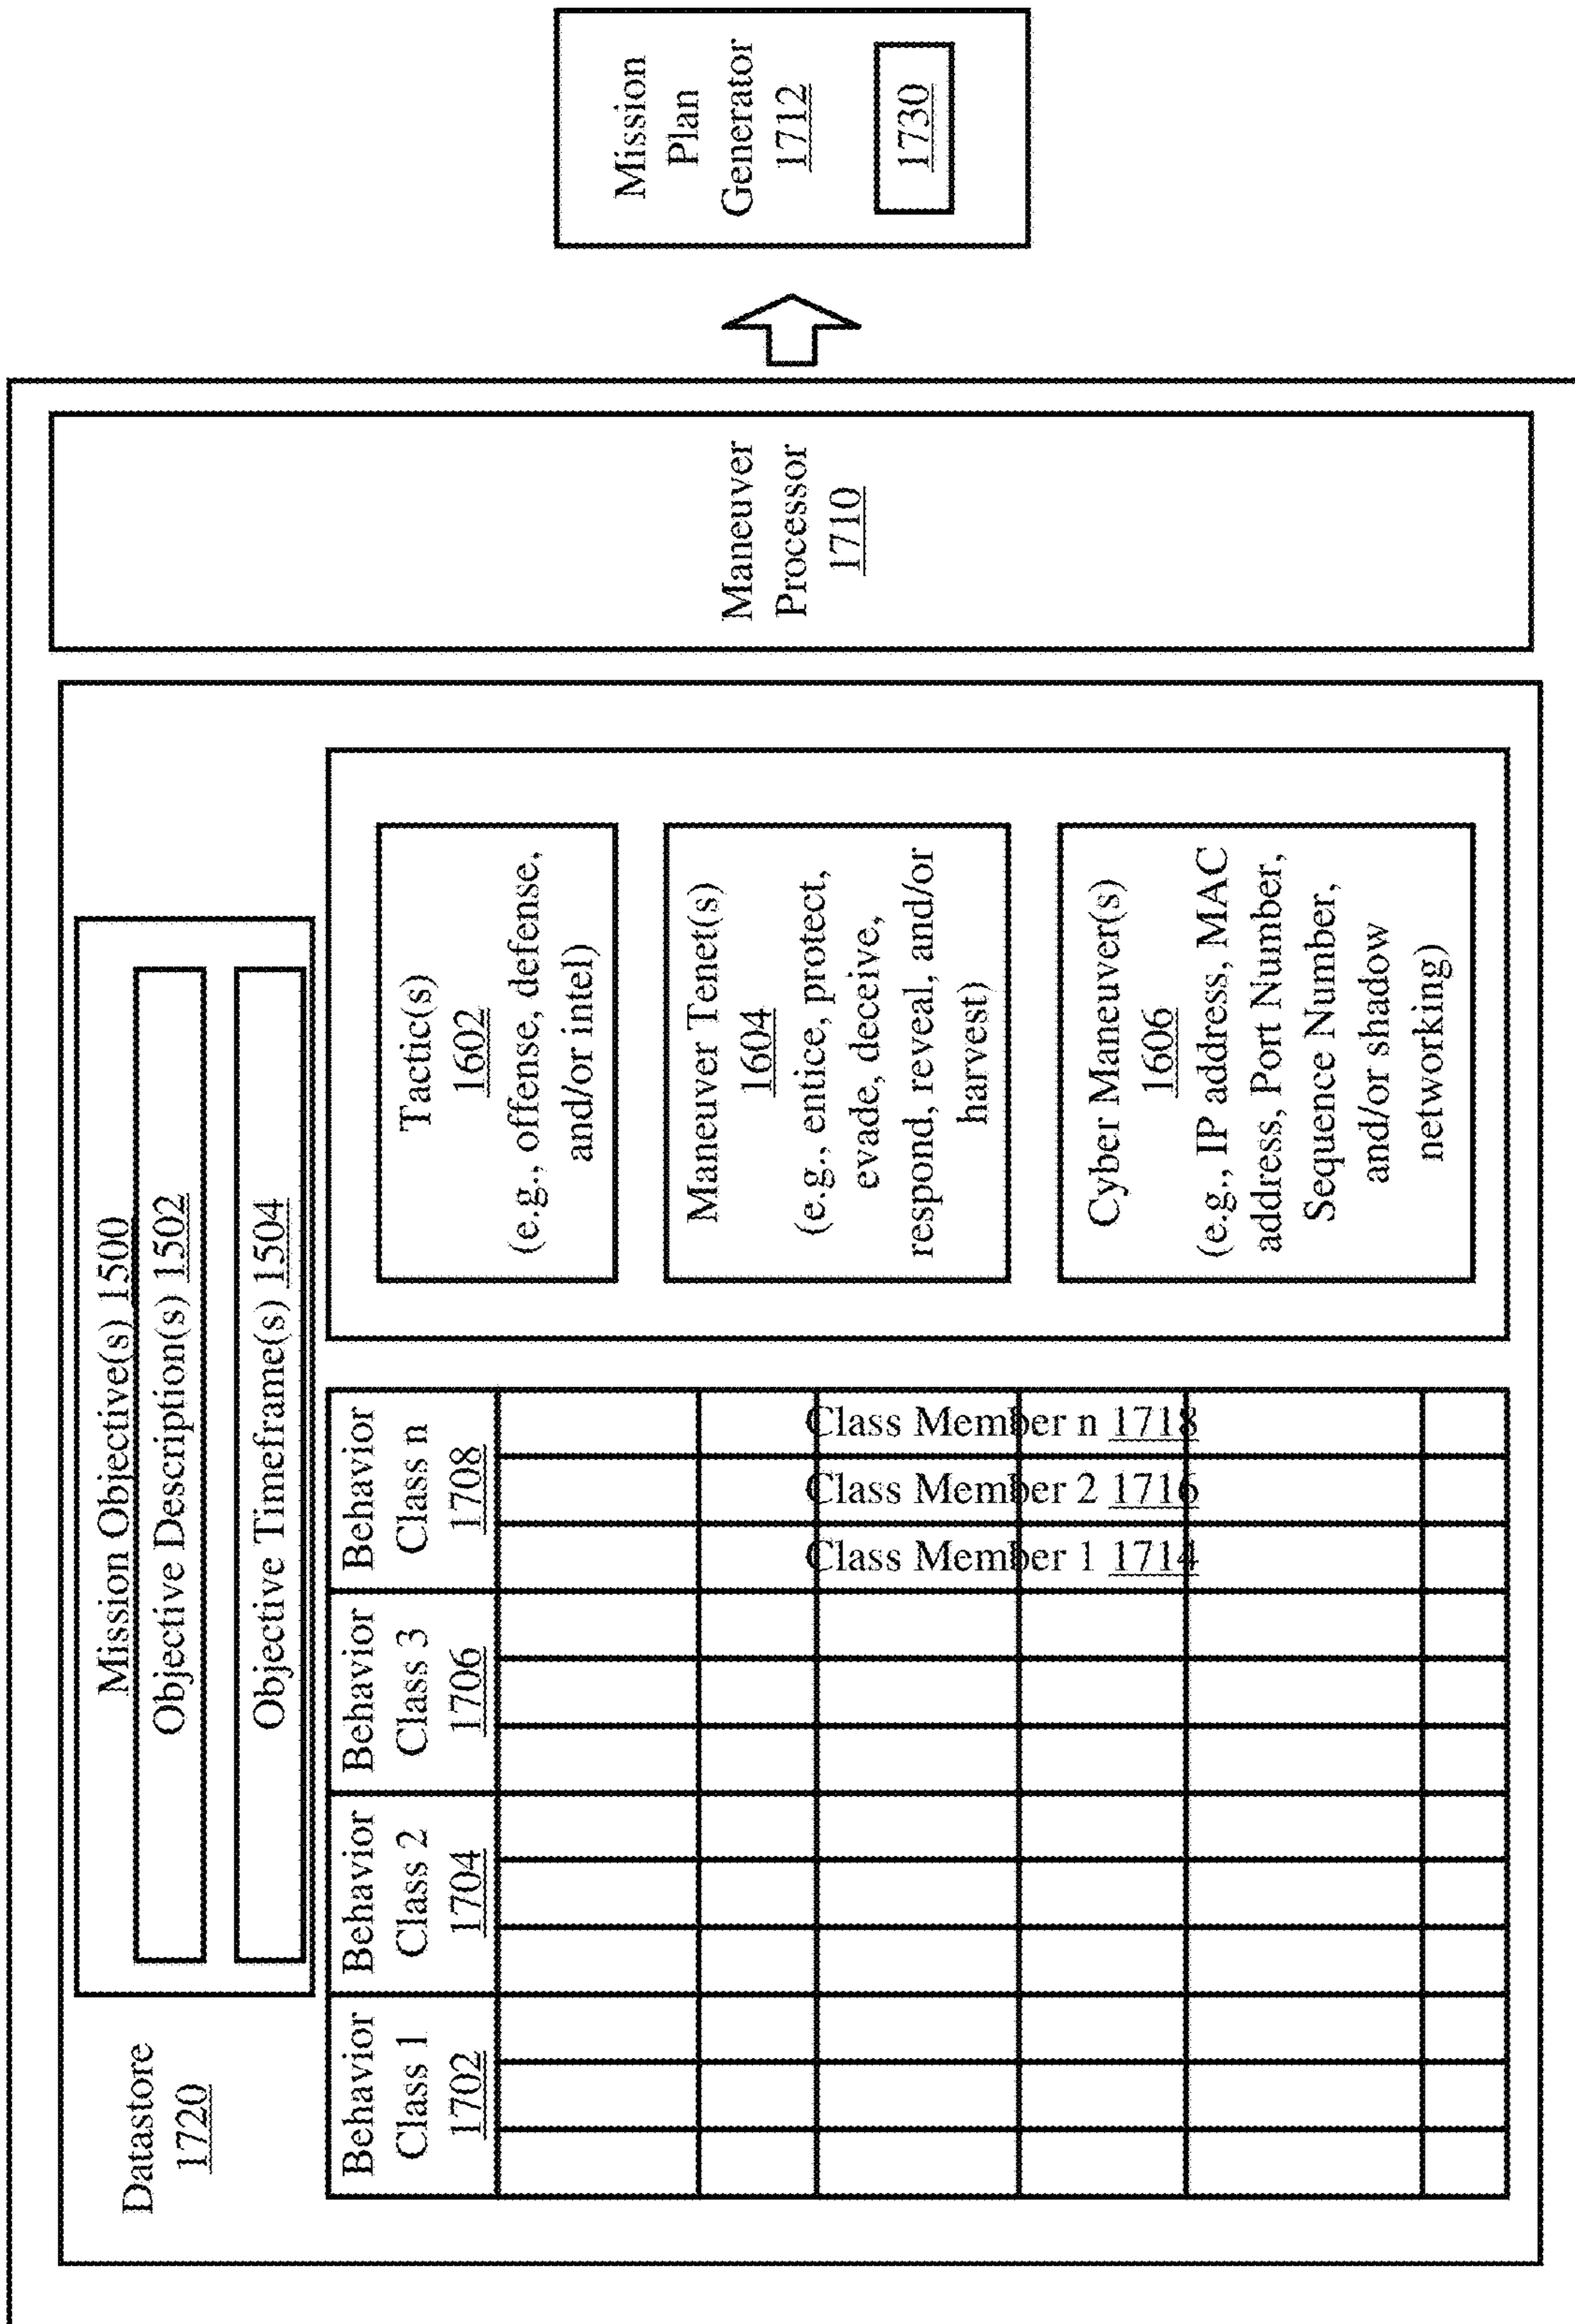 Datastore
1720
Mission Objective(s) 1500
Objective Description(s) 1502
Objective Timeframe(s) 1504
Behavior
Class 1
1702
Behavior
Class 2
1704
Behavior
Class 3
1706
Behavior
Class n
1708
Class Member 1 1714
Class Member 2 1716
Class Member n 1718
Tactic(s)
1602
(e.g., offense, defense,
and/or intel)
Maneuver Tenet(s)
1604
(e.g., entice, protect,
evade, deceive,
respond, reveal, and/or
harvest)
Cyber Maneuver(s)
1606
(e.g., IP address, MAC
address, Port Number,
Sequence Number,
and/or shadow
networking)
Maneuver
Processor
1710
Mission
Plan
Generator
1712
1730